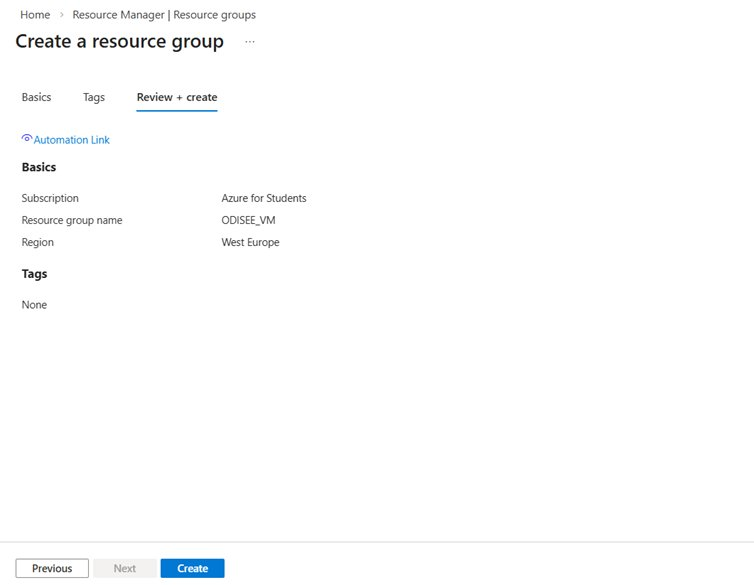 Home > Resource Manager | Resource groups
Create a resource group ...
Basics Tags Review + create
Automation Link
Basics
Subscription Azure for Students
Resource group name ODISEE_VM
Region West Europe
Tags
None
Previous Next Create